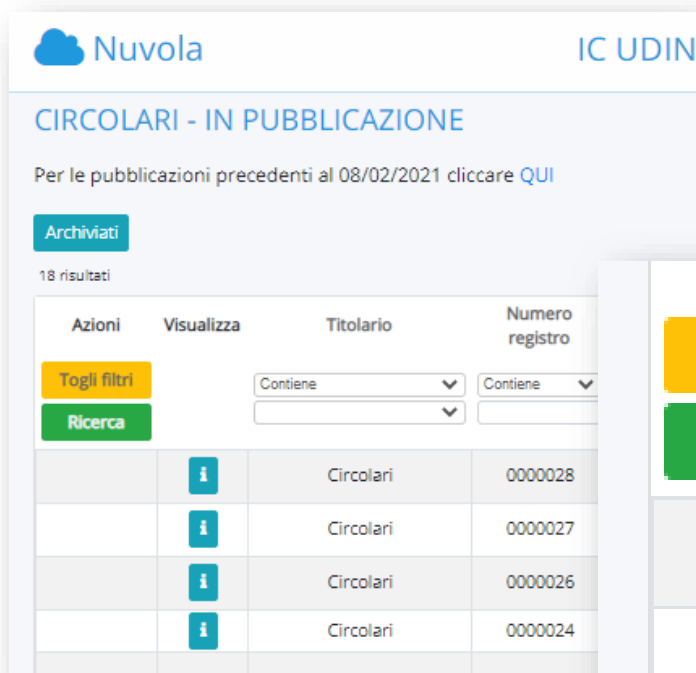 Nuvola
IC UDIN
CIRCOLARI - IN PUBBLICAZIONE
Per le pubblicazioni precedenti al 08/02/2021 cliccare QUI
Archiviati
18 risultati
Azioni Visualizza Titolario Numero registro
Togli filtri Contiene Contiene
Ricerca
i Circolari 0000028
i Circolari 0000027
i Circolari 0000026
i Circolari 0000024